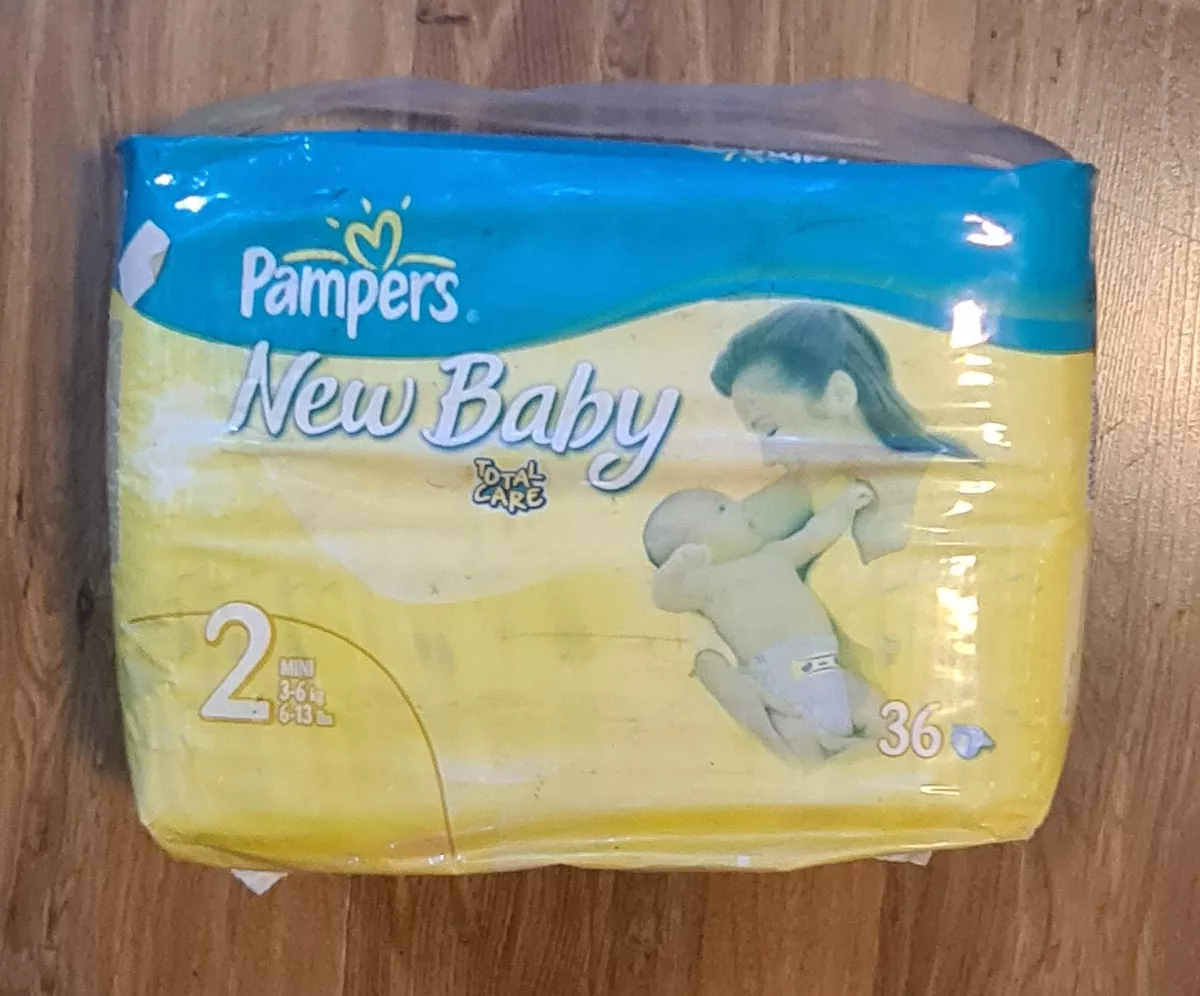 Pampers
New Baby
TOTAL
CARE
2
MINI
3-6 kg
6-13 lbs
36